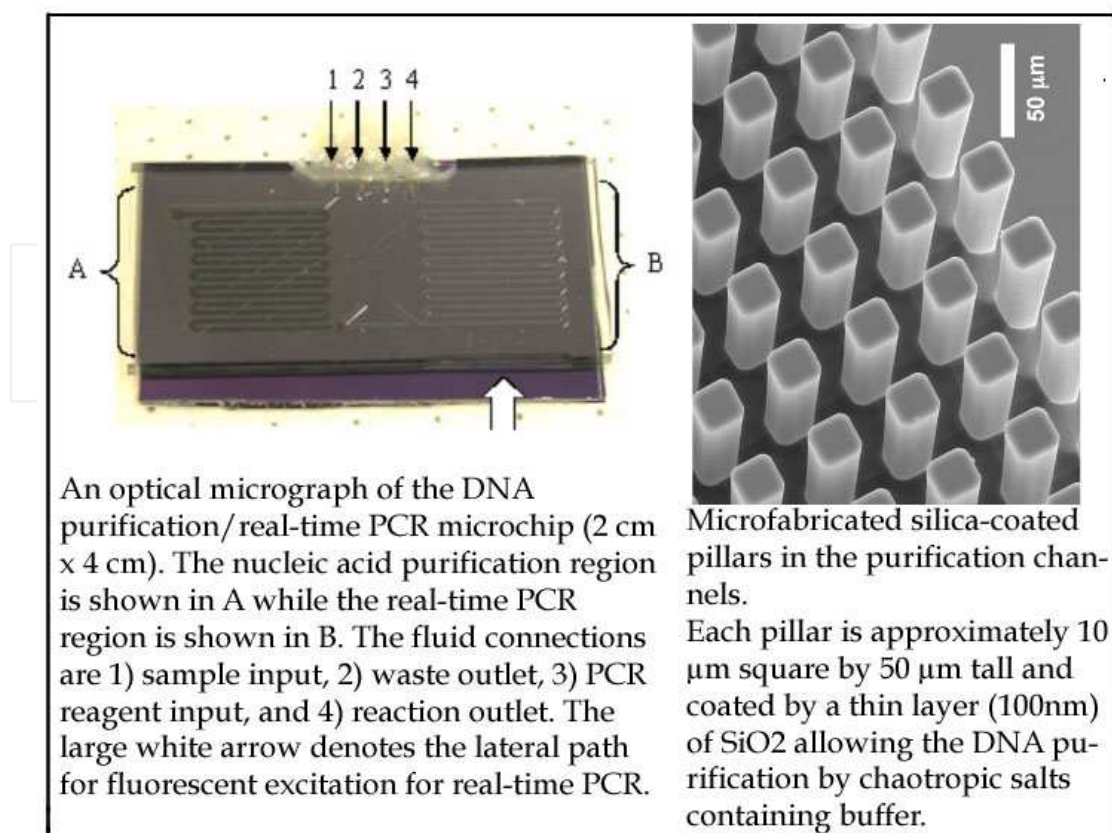 1 2 3 4
50 µm
A
B
An optical micrograph of the DNA
purification/real-time PCR microchip (2 cm
x 4 cm). The nucleic acid purification region
is shown in A while the real-time PCR
region is shown in B. The fluid connections
are 1) sample input, 2) waste outlet, 3) PCR
reagent input, and 4) reaction outlet. The
large white arrow denotes the lateral path
for fluorescent excitation for real-time PCR.
Microfabricated silica-coated
pillars in the purification chan-
nels.
Each pillar is approximately 10
µm square by 50 µm tall and
coated by a thin layer (100nm)
of SiO2 allowing the DNA pu-
rification by chaotropic salts
containing buffer.